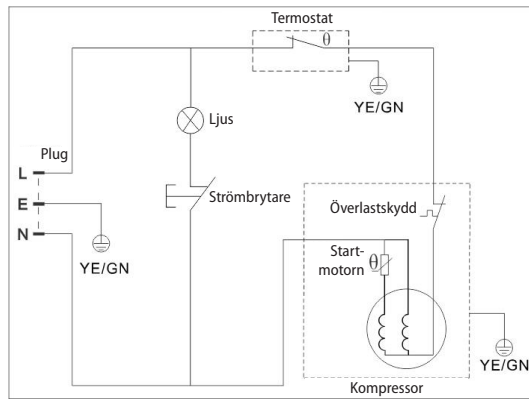 Termostat
θ
YE/GN
Ljus
Plug
L
E
N
YE/GN
Strömbrytare
Överlastskydd
Start-
motorn
θ
YE/GN
Kompressor